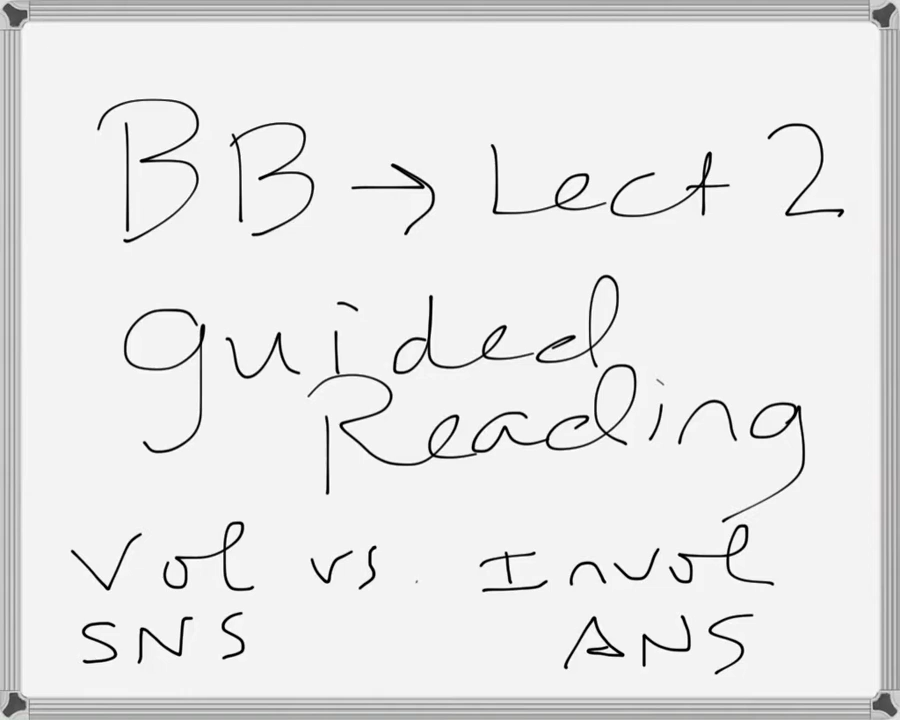 BB → Lect 2
guided
Reading
Vol vs. Invol
SNS ANS